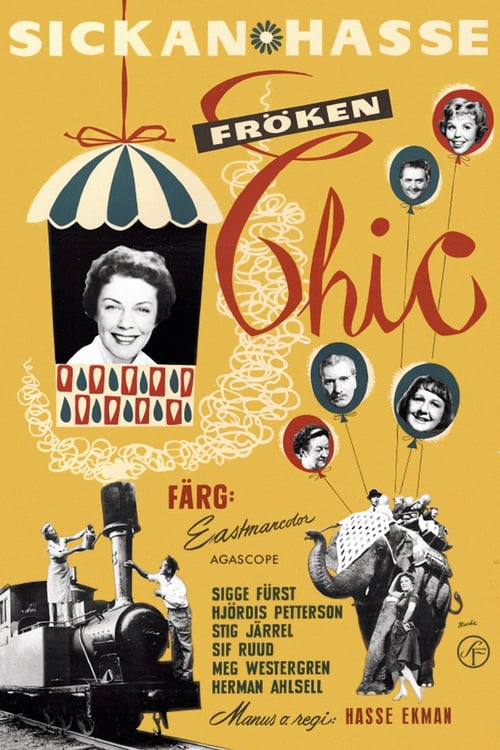 SICKAN HASSE
FRÖKEN
Chic
FÄRG:
Eastmancolor
AGASCOPE
SIGGE FÜRST
HJÖRDIS PETTERSON
STIG JÄRREL
SIF RUUD
MEG WESTERGREN
HERMAN AHLSELL
Manus o regi: HASSE EKMAN
SF